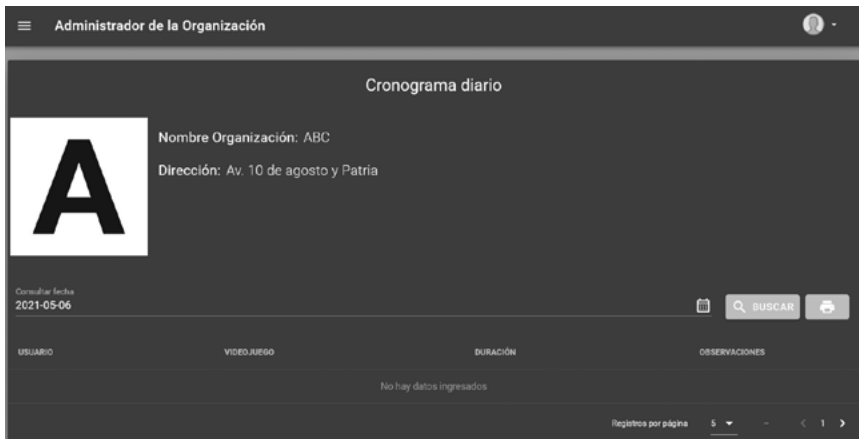 Administrador de la Organización
Cronograma diario
A
Nombre Organización: ABC
Dirección: Av. 10 de agosto y Patria
Consultar fecha
2021-05-06
BUSCAR
USUARIO VIDEOJUEGO DURACIÓN OBSERVACIONES
No hay datos ingresados
Registros por página 5 - 1